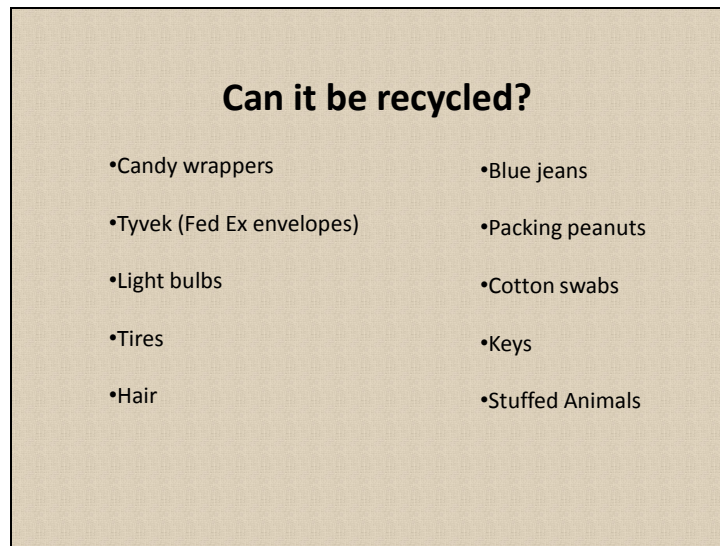 Can it be recycled?
•Candy wrappers
•Tyvek (Fed Ex envelopes)
•Light bulbs
•Tires
•Hair
•Blue jeans
•Packing peanuts
•Cotton swabs
•Keys
•Stuffed Animals